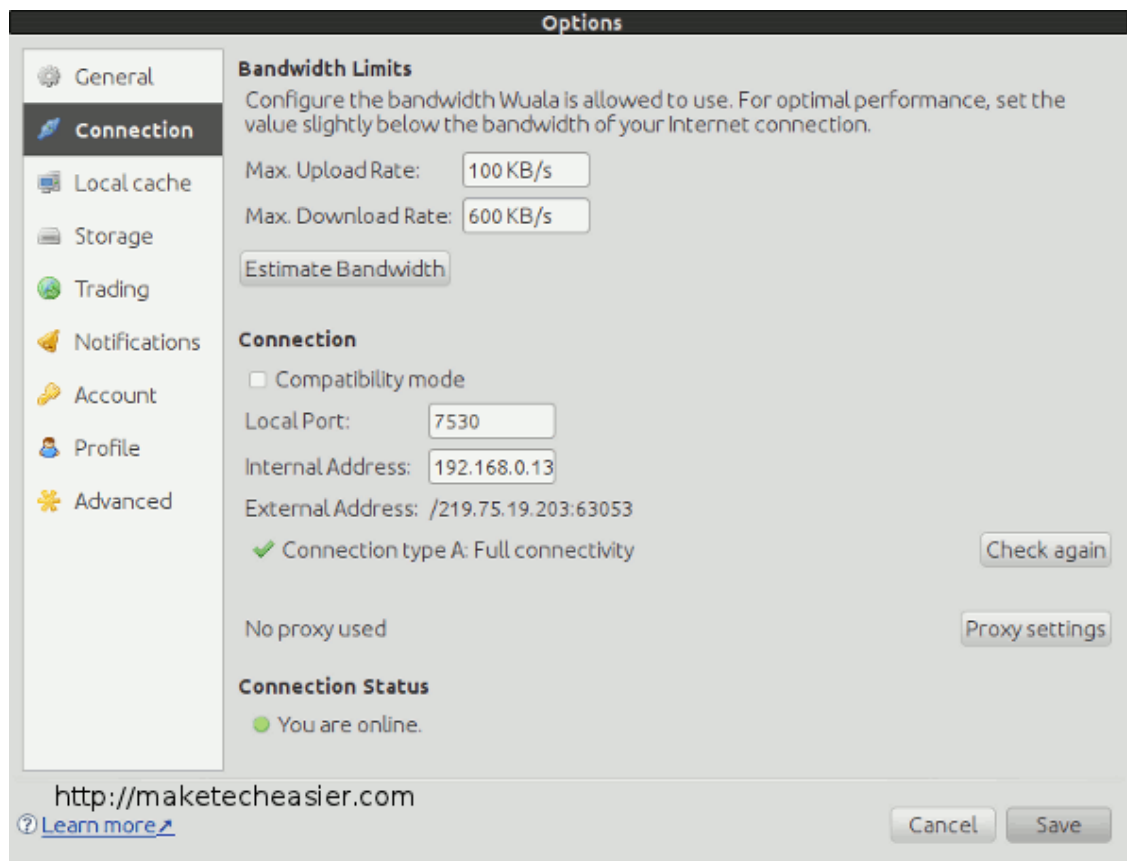 Options
General
Connection
Local cache
Storage
Trading
Notifications
Account
Profile
Advanced
Bandwidth Limits
Configure the bandwidth Wuala is allowed to use. For optimal performance, set the
value slightly below the bandwidth of your Internet connection.
Max. Upload Rate: 100 KB/s
Max. Download Rate: 600 KB/s
Estimate Bandwidth
Connection
Compatibility mode
Local Port: 7530
Internal Address: 192.168.0.13
External Address: /219.75.19.203:63053
Connection type A: Full connectivity Check again
No proxy used Proxy settings
Connection Status
You are online.
http://maketecheasier.com
? Learn more
Cancel Save